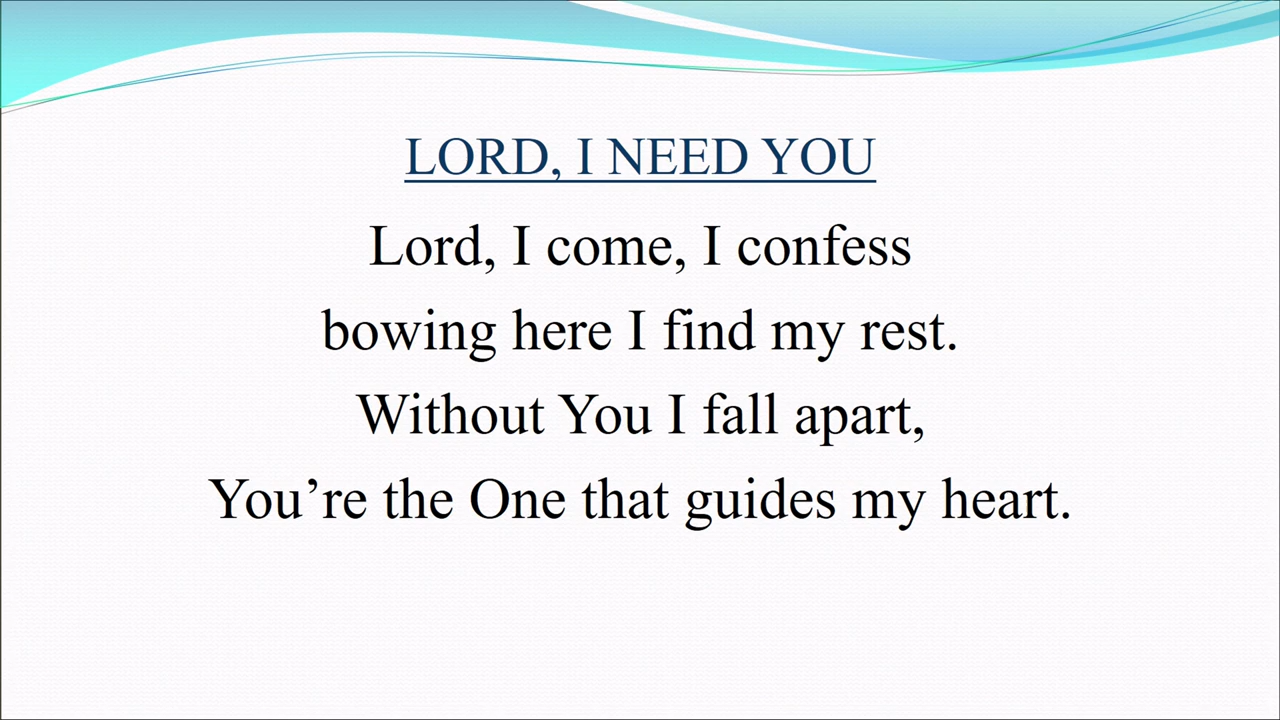 LORD, I NEED YOU
Lord, I come, I confess
bowing here I find my rest.
Without You I fall apart,
You’re the One that guides my heart.